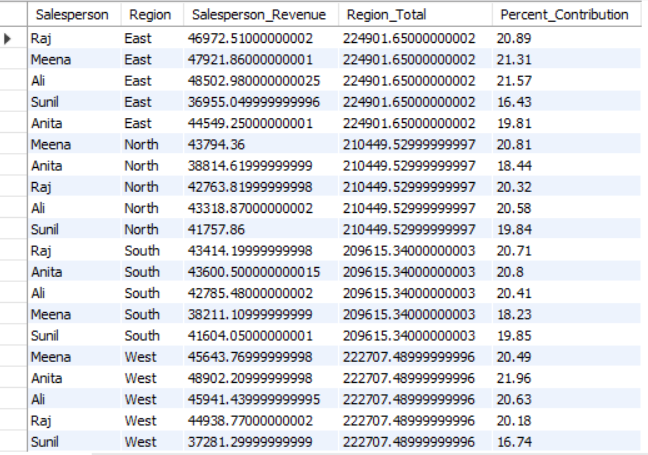 Salesperson Region Salesperson_Revenue Region_Total Percent_Contribution
Raj East 46972.51000000002 224901.65000000002 20.89
Meena East 47921.86000000001 224901.65000000002 21.31
Ali East 48502.980000000025 224901.65000000002 21.57
Sunil East 36955.049999999996 224901.65000000002 16.43
Anita East 44549.25000000001 224901.65000000002 19.81
Meena North 43794.36 210449.52999999997 20.81
Anita North 38814.61999999999 210449.52999999997 18.44
Raj North 42763.81999999998 210449.52999999997 20.32
Ali North 43318.87000000002 210449.52999999997 20.58
Sunil North 41757.86 210449.52999999997 19.84
Raj South 43414.19999999998 209615.34000000003 20.71
Anita South 43600.500000000015 209615.34000000003 20.8
Ali South 42785.48000000002 209615.34000000003 20.41
Meena South 38211.10999999999 209615.34000000003 18.23
Sunil South 41604.05000000001 209615.34000000003 19.85
Meena West 45643.76999999998 222707.48999999996 20.49
Anita West 48902.20999999998 222707.48999999996 21.96
Ali West 45941.439999999995 222707.48999999996 20.63
Raj West 44938.77000000002 222707.48999999996 20.18
Sunil West 37281.29999999999 222707.48999999996 16.74